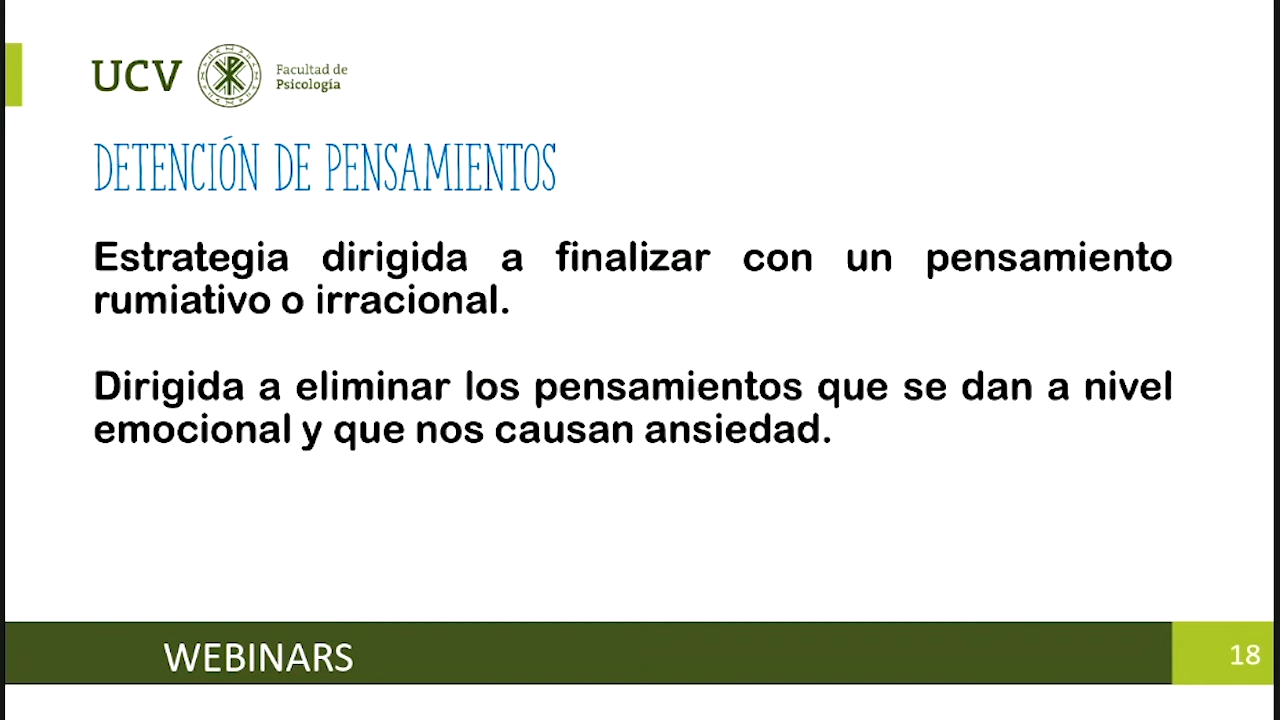 UCV
Facultad de
Psicología
DETENCIÓN DE PENSAMIENTOS
Estrategia dirigida a finalizar con un pensamiento
rumiativo o irracional.
Dirigida a eliminar los pensamientos que se dan a nivel
emocional y que nos causan ansiedad.
WEBINARS
18